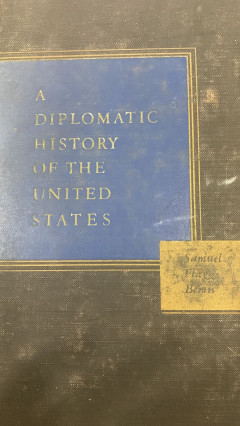 A
DIPLOMATIC
HISTORY
OF THE
UNITED
STATES
Samuel
Flagg
Bemis